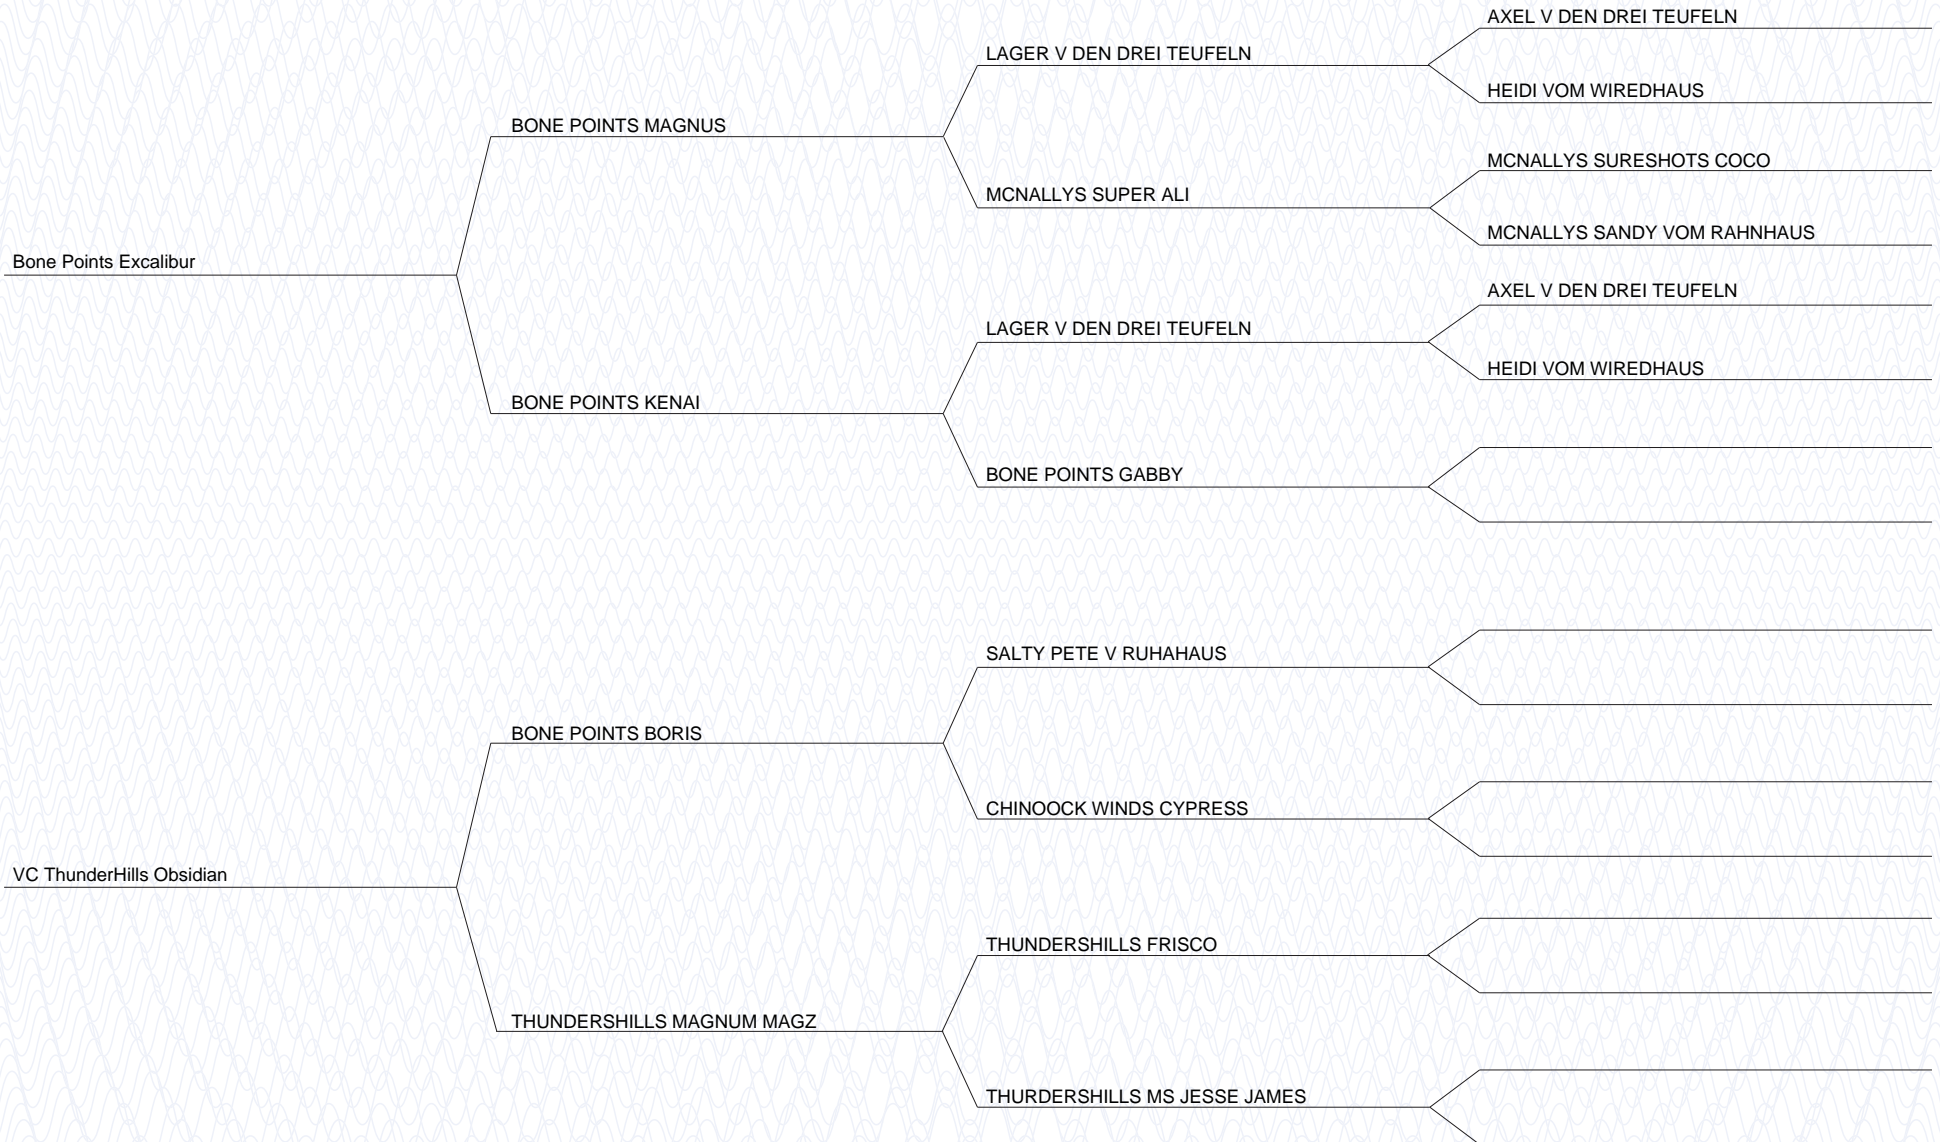 AXEL V DEN DREI TEUFELN
LAGER V DEN DREI TEUFELN
HEIDI VOM WIREDHAUS
BONE POINTS MAGNUS
MCNALLYS SURESHOTS COCO
MCNALLYS SUPER ALI
MCNALLYS SANDY VOM RAHNHAUS
Bone Points Excalibur
AXEL V DEN DREI TEUFELN
LAGER V DEN DREI TEUFELN
HEIDI VOM WIREDHAUS
BONE POINTS KENAI
BONE POINTS GABBY
SALTY PETE V RUHAHAUS
BONE POINTS BORIS
CHINOOCK WINDS CYPRESS
VC ThunderHills Obsidian
THUNDERSHILLS FRISCO
THUNDERSHILLS MAGNUM MAGZ
THURDERSHILLS MS JESSE JAMES